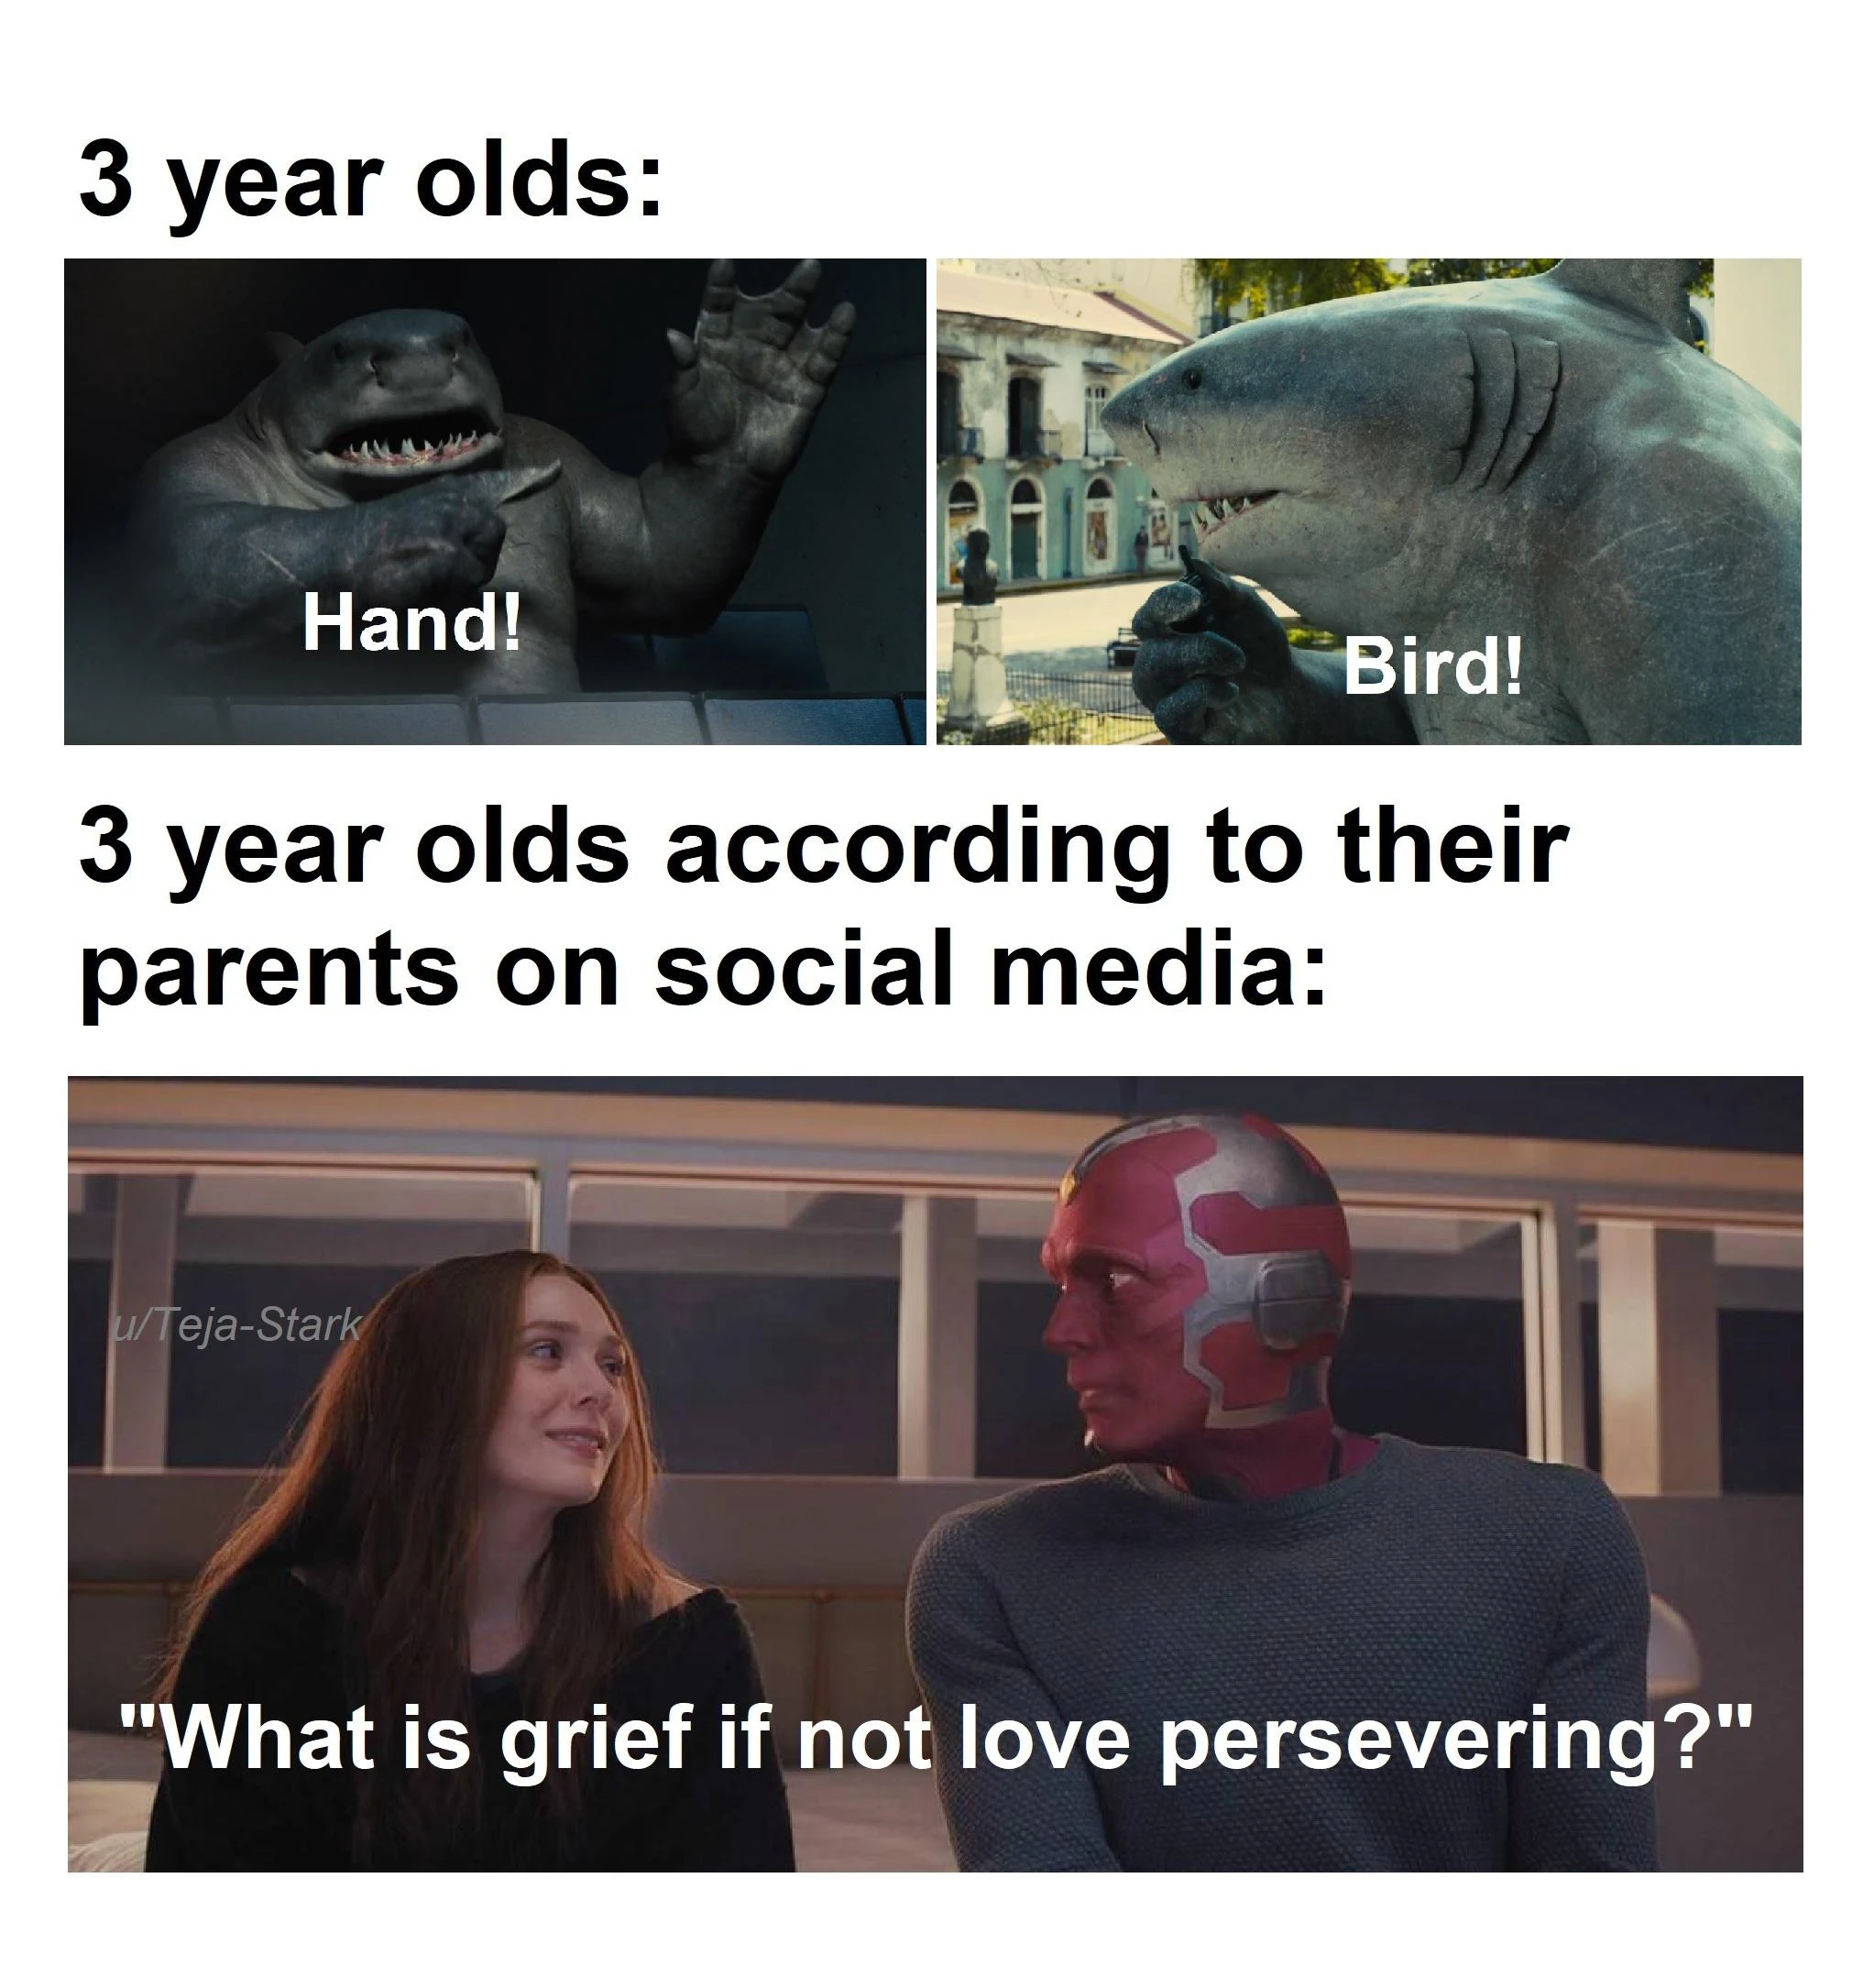 3 year olds:
Hand!
Bird!
3 year olds according to their
parents on social media:
u/Teja-Stark
"What is grief if not love persevering?"